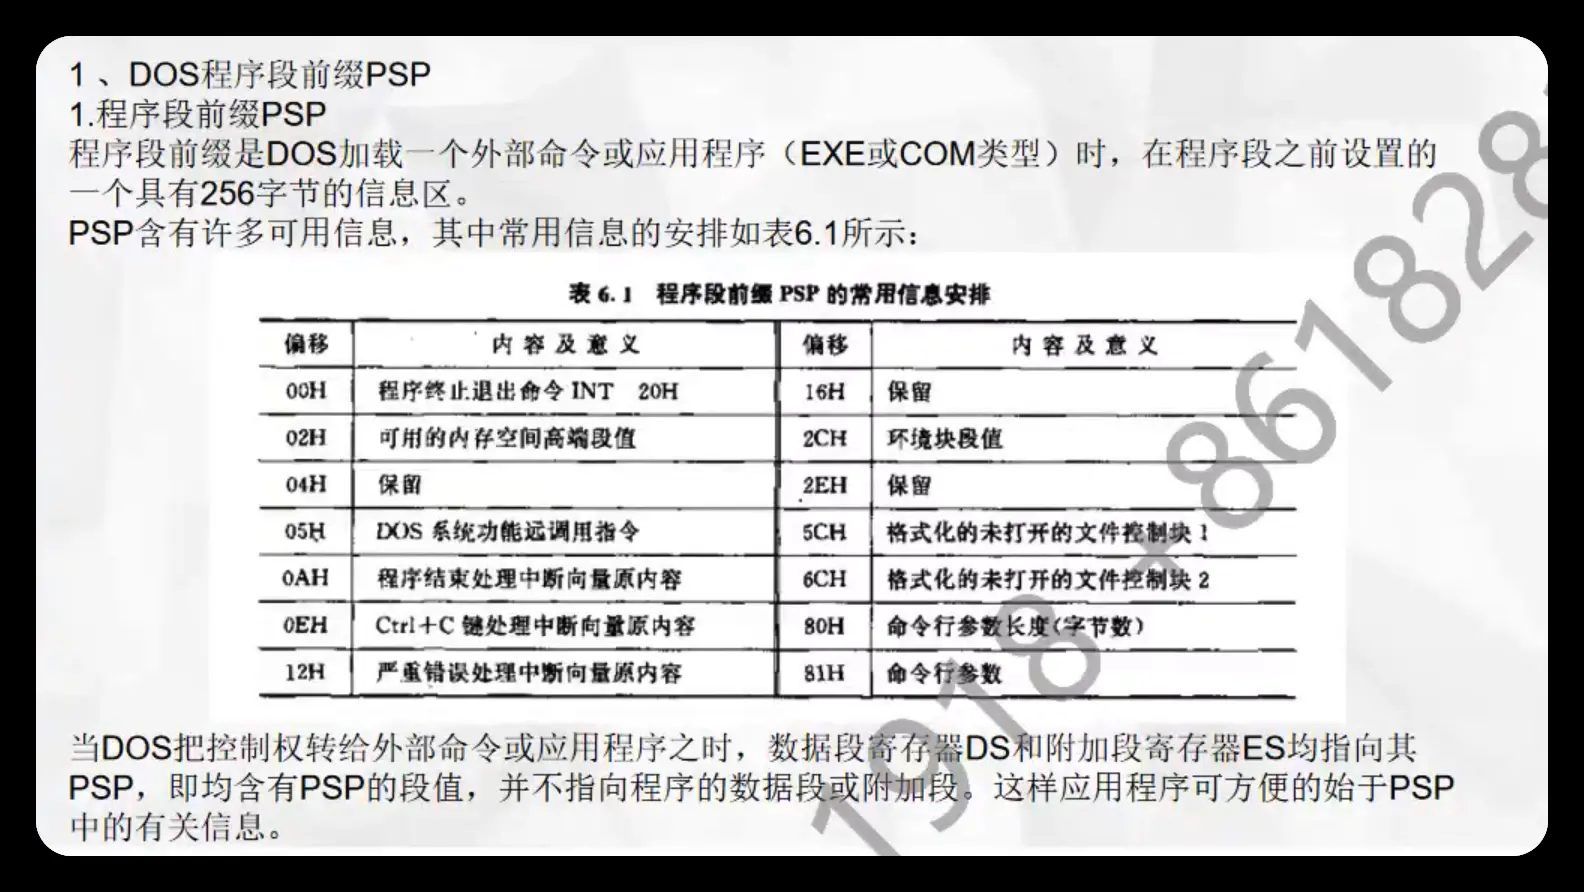 1 、DOS程序段前缀PSP
1.程序段前缀PSP
程序段前缀是DOS加载一个外部命令或应用程序（EXE或COM类型）时，在程序段之前设置的
一个具有256字节的信息区。
PSP含有许多可用信息，其中常用信息的安排如表6.1所示：
表 6.1 程序段前缀 PSP 的常用信息安排
偏移 内 容 及 意 义 偏移 内 容 及 意 义
00H 程序终止退出命令 INT 20H 16H 保留
02H 可用的内存空间高端段值 2CH 环境块段值
04H 保留 2EH 保留
05H DOS 系统功能远调用指令 5CH 格式化的未打开的文件控制块 1
0AH 程序结束处理中断向量原内容 6CH 格式化的未打开的文件控制块 2
0EH Ctrl＋C 键处理中断向量原内容 80H 命令行参数长度(字节数)
12H 严重错误处理中断向量原内容 81H 命令行参数
当DOS把控制权转给外部命令或应用程序之时，数据段寄存器DS和附加段寄存器ES均指向其
PSP，即均含有PSP的段值，并不指向程序的数据段或附加段。这样应用程序可方便的始于PSP
中的有关信息。
1918 +861828